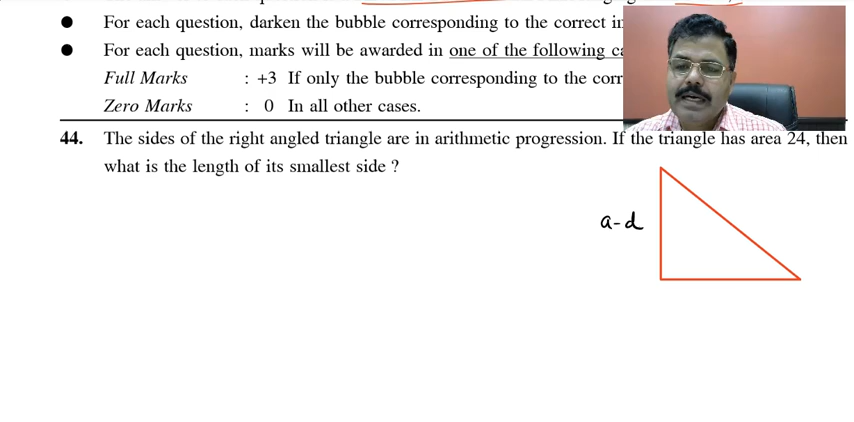 ● For each question, darken the bubble corresponding to the correct in
● For each question, marks will be awarded in one of the following ca
Full Marks : +3 If only the bubble corresponding to the corr
Zero Marks : 0 In all other cases.
44. The sides of the right angled triangle are in arithmetic progression. If the triangle has area 24, then
what is the length of its smallest side ?
a-d